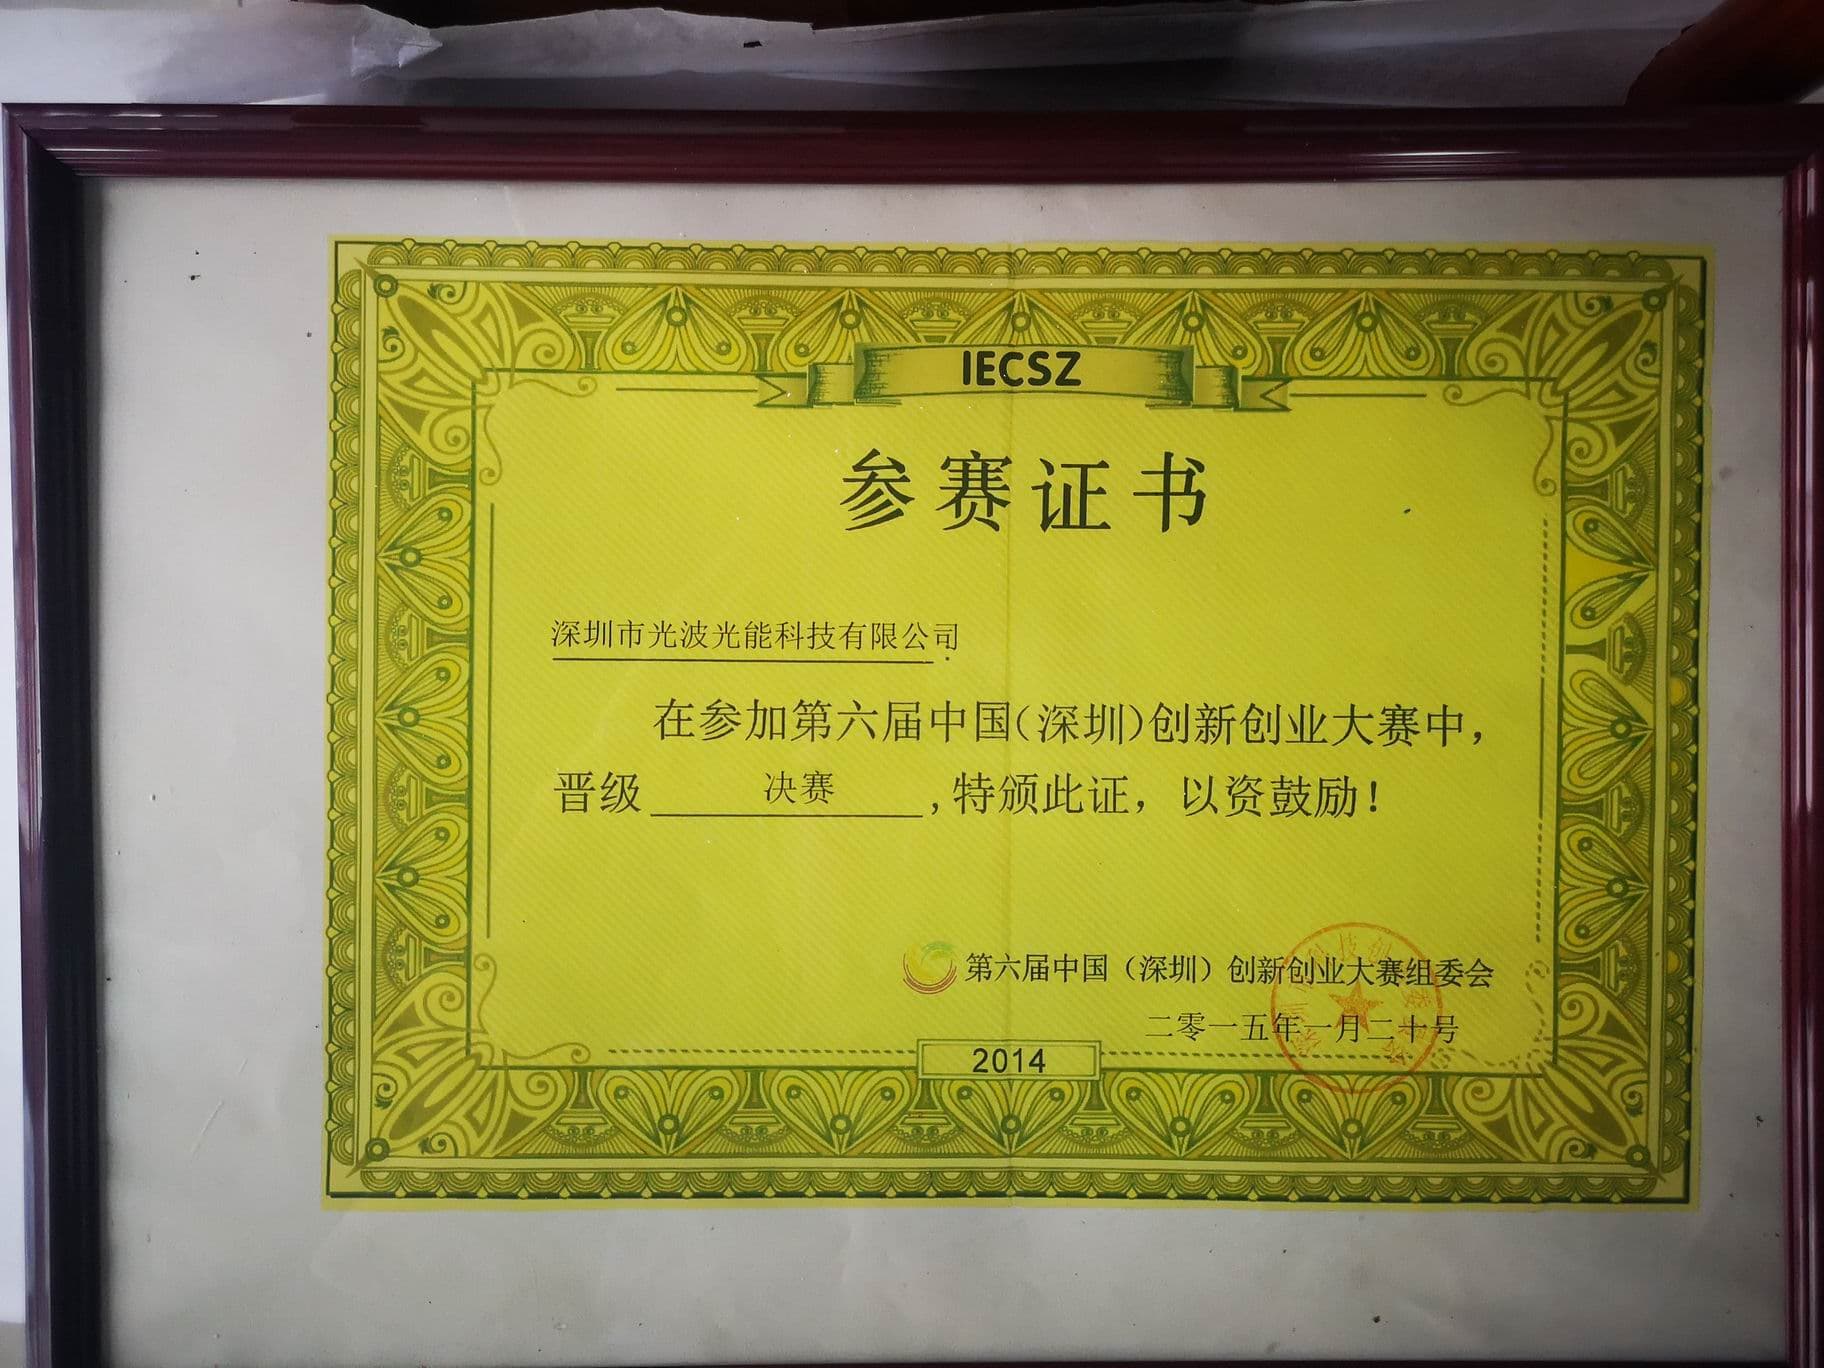 IECSZ
参赛证书
深圳市光波光能科技有限公司:
在参加第六届中国(深圳)创新创业大赛中,
晋级 决赛 ,特颁此证，以资鼓励!
第六届中国（深圳）创新创业大赛组委会
二零一五年一月二十号
2014